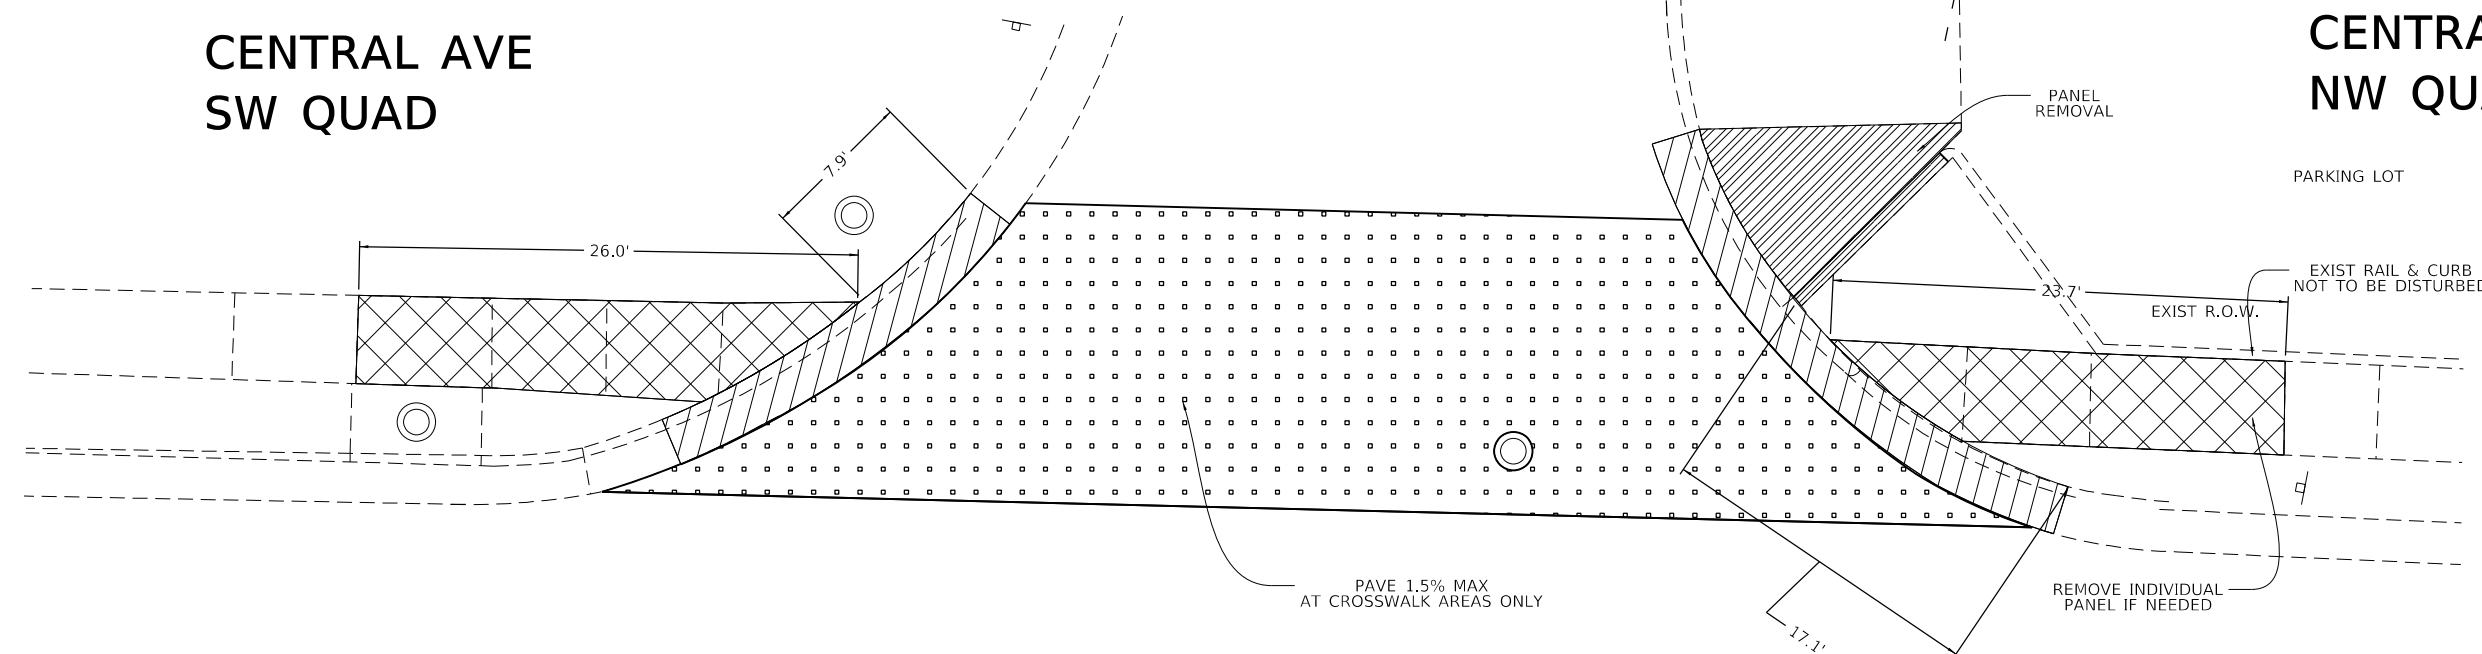 CENTRAL AVE
SW QUAD
7.9'
26.0'
PAVE 1.5% MAX
AT CROSSWALK AREAS ONLY
NW
PANEL
REMOVAL
PARKING LOT
EXIST RAIL & CURB
NOT TO BE DISTURBED
23.7'
EXIST R.O.W.
REMOVE INDIVIDUAL
PANEL IF NEEDED
17.1'